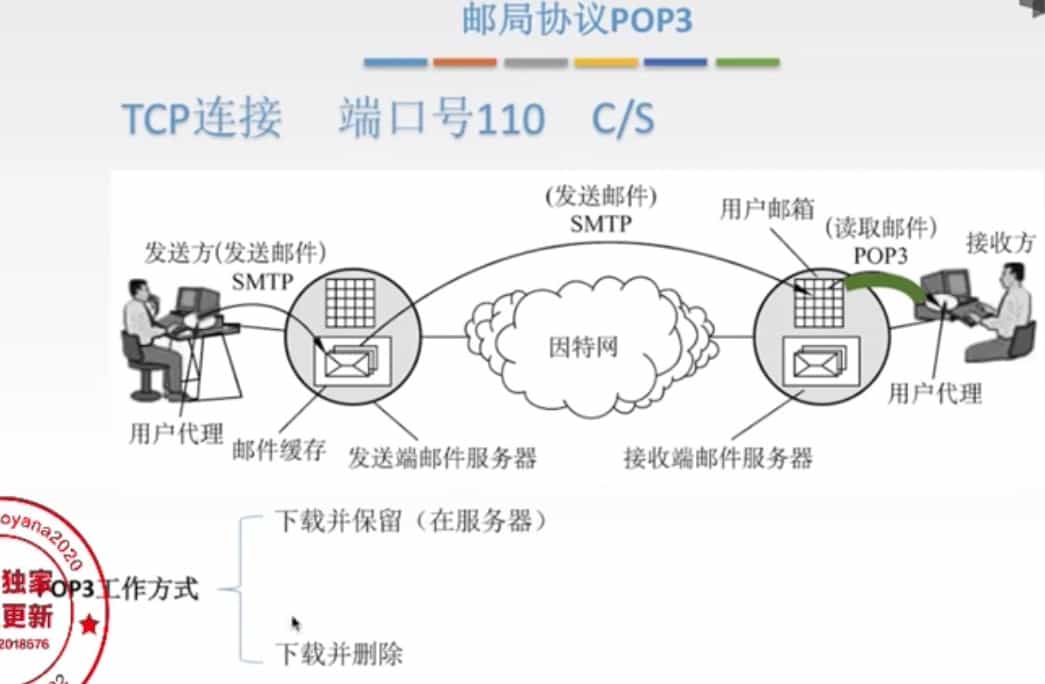 邮局协议POP3
TCP连接 端口号110 C/S
(发送邮件)
SMTP
用户邮箱
(读取邮件)
POP3
接收方
发送方(发送邮件)
SMTP
因特网
用户代理
邮件缓存
发送端邮件服务器
接收端邮件服务器
用户代理
下载并保留（在服务器）
POP3工作方式
下载并删除
oyana2020
独家
更新
2018576